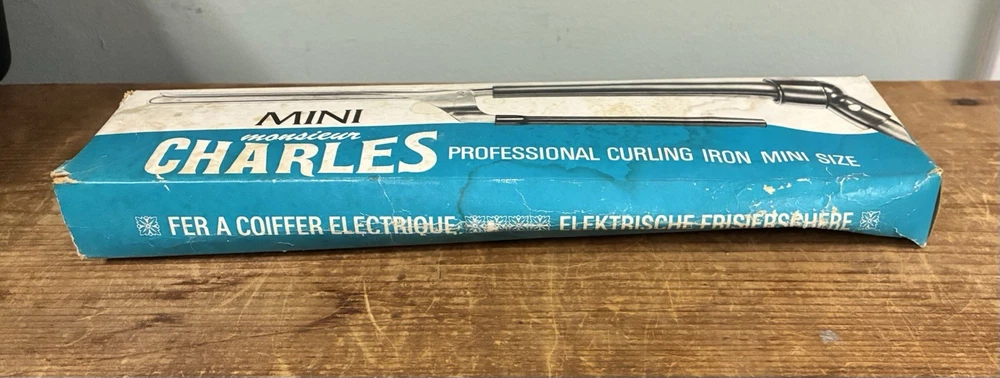 MINI
monsieur
CHARLES PROFESSIONAL CURLING IRON MINI SIZE
FER A COIFFER ELECTRIQUE ELEKTRISCHE FRISIERSCHERE